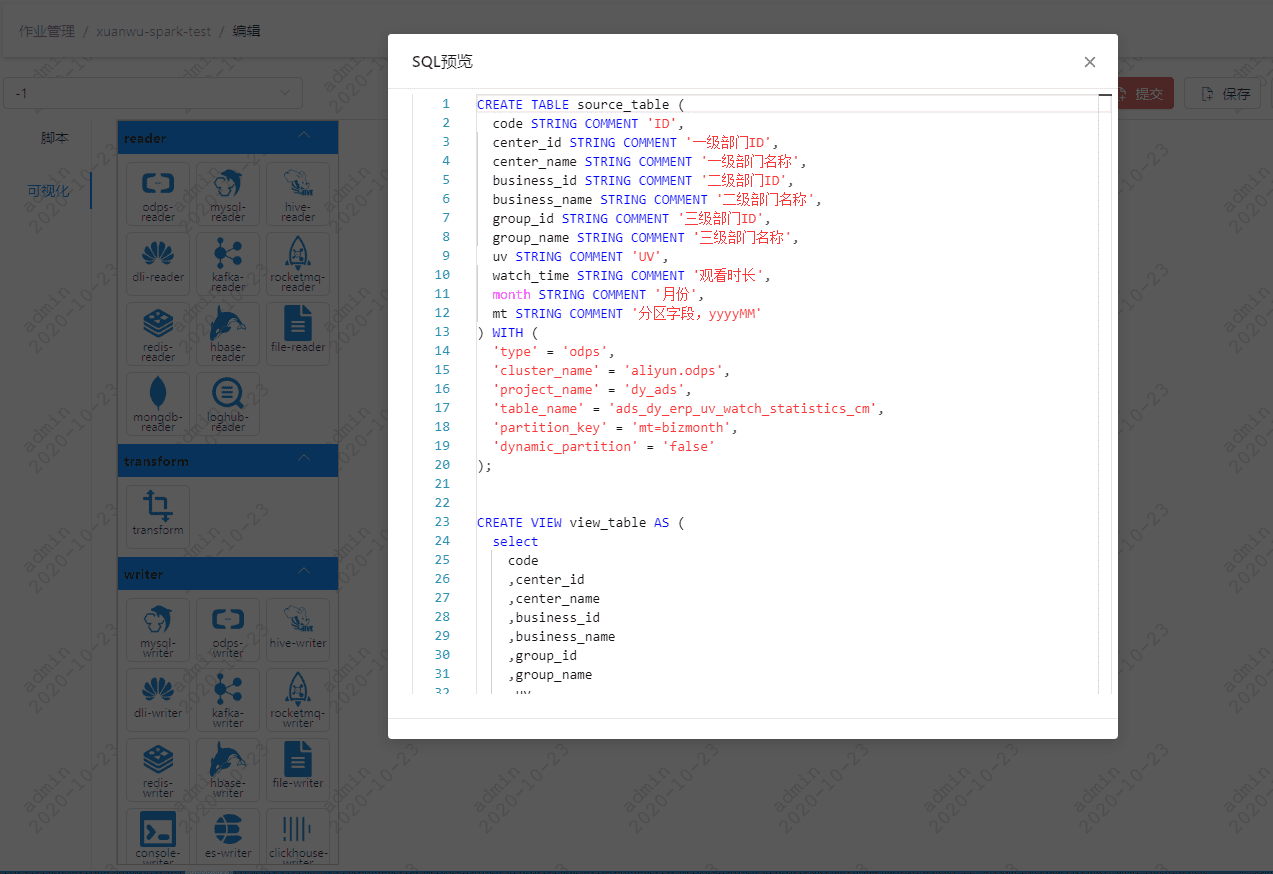 作业管理 / xuanwu-spark-test / 编辑
-1
提交
保存
脚本
可视化
reader
odps-reader
mysql-reader
hive-reader
dli-reader
kafka-reader
rocketmq-reader
redis-reader
hbase-reader
file-reader
mongdb-reader
loghub-reader
transform
transform
writer
mysql-writer
odps-writer
hive-writer
dli-writer
kafka-writer
rocketmq-writer
redis-writer
hbase-writer
file-writer
console-writer
es-writer
clickhouse-writer
SQL预览
1 CREATE TABLE source_table (
2 code STRING COMMENT 'ID',
3 center_id STRING COMMENT '一级部门ID',
4 center_name STRING COMMENT '一级部门名称',
5 business_id STRING COMMENT '二级部门ID',
6 business_name STRING COMMENT '二级部门名称',
7 group_id STRING COMMENT '三级部门ID',
8 group_name STRING COMMENT '三级部门名称',
9 uv STRING COMMENT 'UV',
10 watch_time STRING COMMENT '观看时长',
11 month STRING COMMENT '月份',
12 mt STRING COMMENT '分区字段，yyyyMM'
13 ) WITH (
14 'type' = 'odps',
15 'cluster_name' = 'aliyun.odps',
16 'project_name' = 'dy_ads',
17 'table_name' = 'ads_dy_erp_uv_watch_statistics_cm',
18 'partition_key' = 'mt=bizmonth',
19 'dynamic_partition' = 'false'
20 );
21
22
23 CREATE VIEW view_table AS (
24 select
25 code
26 ,center_id
27 ,center_name
28 ,business_id
29 ,business_name
30 ,group_id
31 ,group_name
32 ,uv
admin
2020-10-23